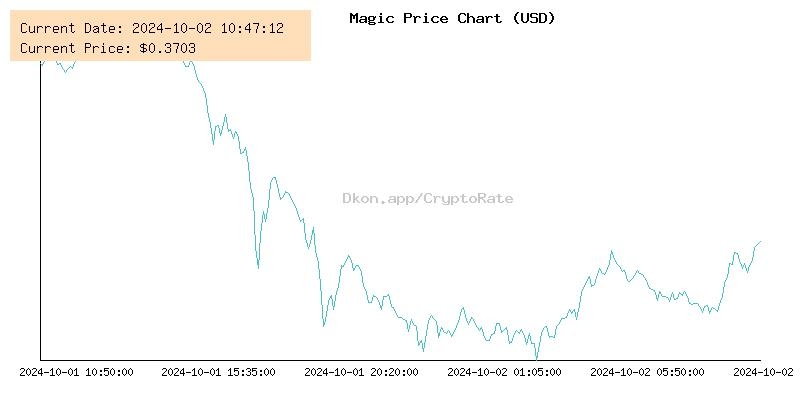 Magic Price Chart (USD)
Current Date: 2024-10-02 10:47:12
Current Price: $0.3703
Dkon.app/CryptoRate
2024-10-01 10:50:00 2024-10-01 15:35:00 2024-10-01 20:20:00 2024-10-02 01:05:00 2024-10-02 05:50:00 2024-10-02